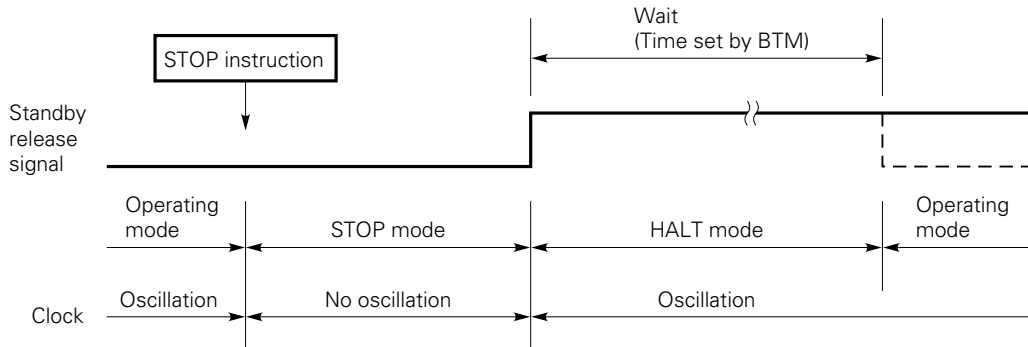 Wait
(Time set by BTM)
STOP instruction
Standby
release
signal
Operating
mode
STOP mode
HALT mode
Operating
mode
Clock
Oscillation
No oscillation
Oscillation